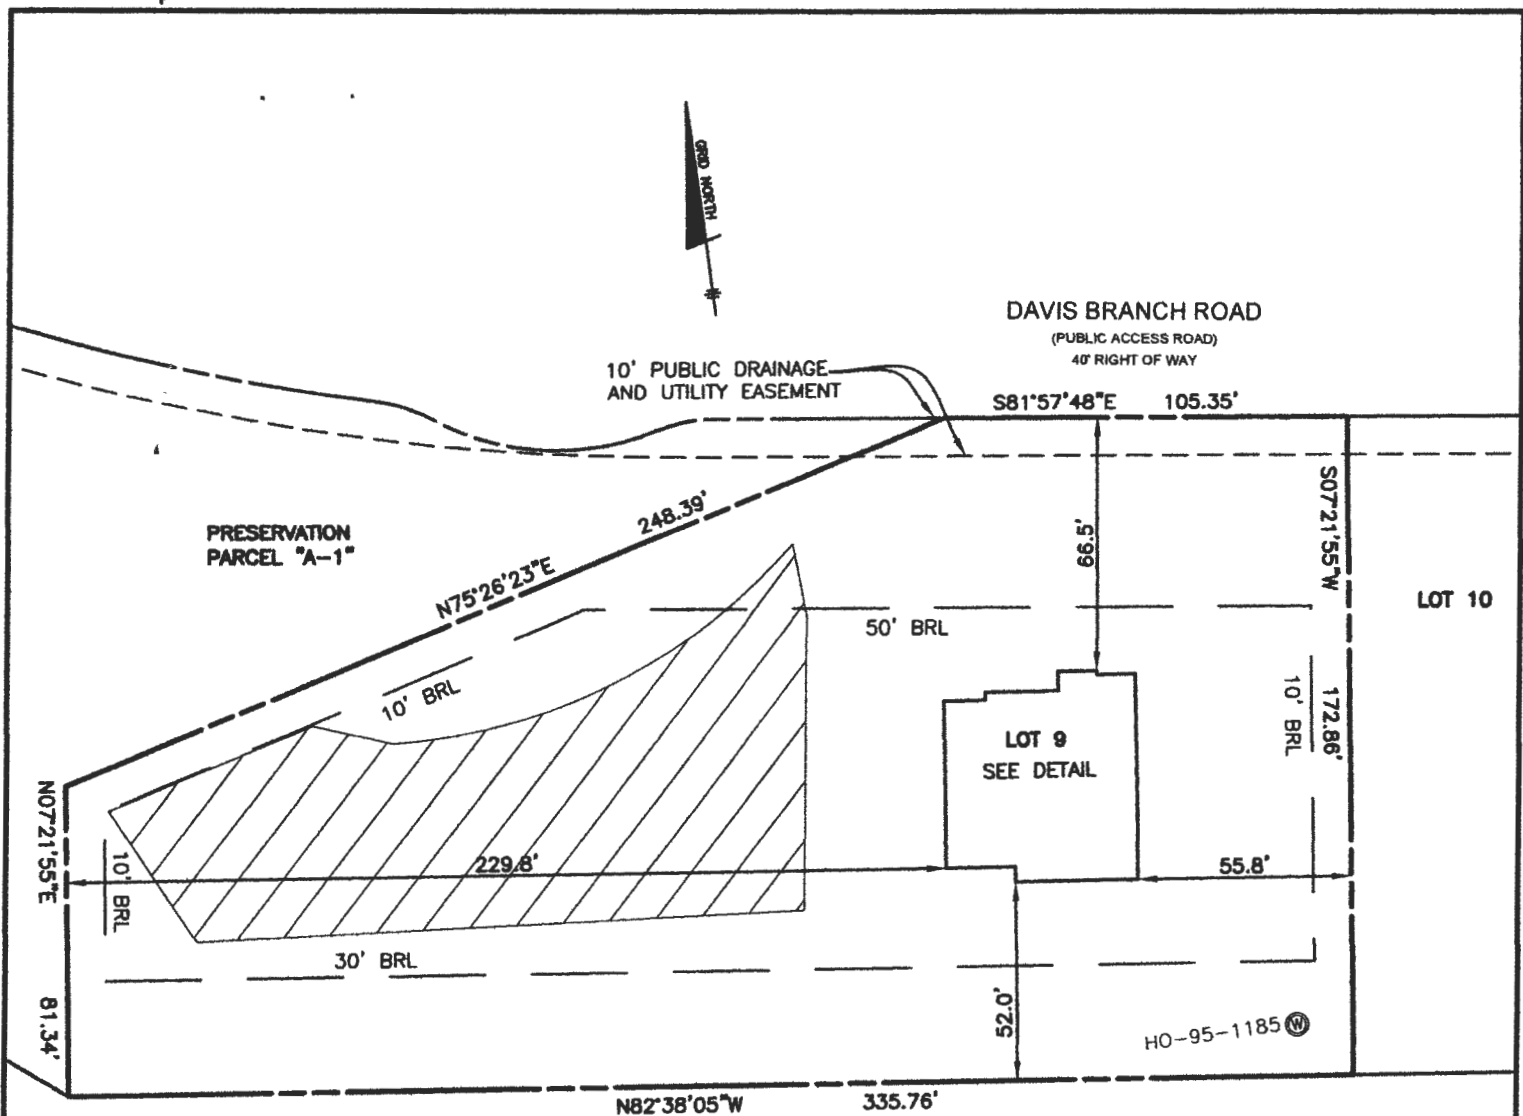 GRID NORTH
DAVIS BRANCH ROAD
(PUBLIC ACCESS ROAD)
40' RIGHT OF WAY
10' PUBLIC DRAINAGE
AND UTILITY EASEMENT
S81°57'48"E 105.35'
248.39'
N75°26'23"E
PRESERVATION
PARCEL "A-1"
66.5'
S07°21'55"W
172.86'
LOT 10
50' BRL
10' BRL
10' BRL
LOT 9
SEE DETAIL
N07°21'55"E
81.34'
10' BRL
229.8'
55.8'
30' BRL
52.0'
HO-95-1185 W
N82°38'05"W 335.76'